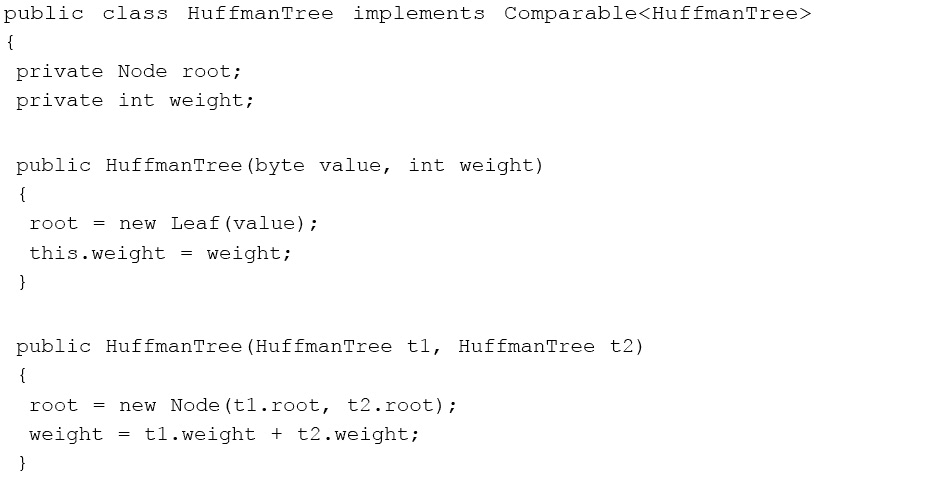 public class HuffmanTree implements Comparable<HuffmanTree>
{
private Node root;
private int weight;
public HuffmanTree(byte value, int weight)
{
root = new Leaf(value);
this.weight = weight;
}
public HuffmanTree(HuffmanTree t1, HuffmanTree t2)
{
root = new Node(t1.root, t2.root);
weight = t1.weight + t2.weight;
}